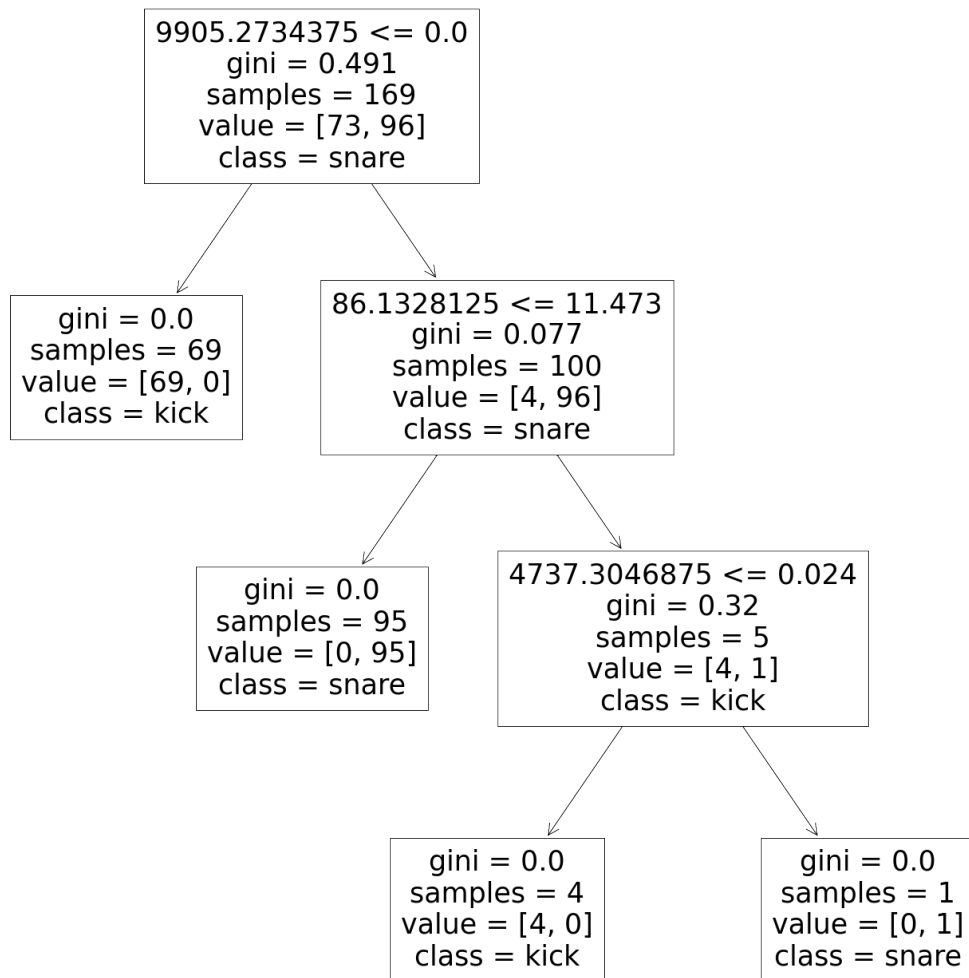 9905.2734375 <= 0.0
gini = 0.491
samples = 169
value = [73, 96]
class = snare
gini = 0.0
samples = 69
value = [69, 0]
class = kick
86.1328125 <= 11.473
gini = 0.077
samples = 100
value = [4, 96]
class = snare
gini = 0.0
samples = 95
value = [0, 95]
class = snare
4737.3046875 <= 0.024
gini = 0.32
samples = 5
value = [4, 1]
class = kick
gini = 0.0
samples = 4
value = [4, 0]
class = kick
gini = 0.0
samples = 1
value = [0, 1]
class = snare